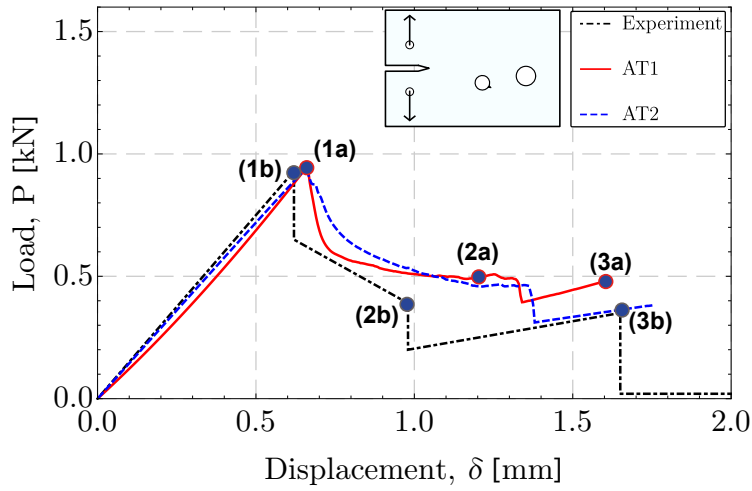 1.5
1.0
0.5
0.0
0.0
0.5
1.0
1.5
2.0
Load, P [kN]
Displacement, δ [mm]
Experiment
AT1
AT2
(1b)
(1a)
(2a)
(2b)
(3a)
(3b)